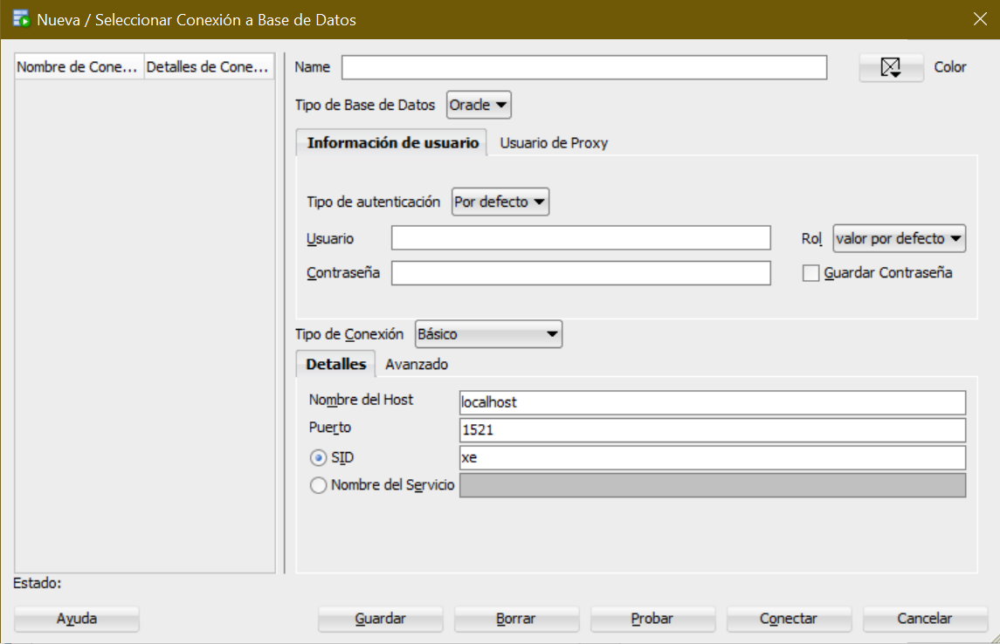 Nueva / Seleccionar Conexión a Base de Datos
Nombre de Cone... Detalles de Cone...
Name
Color
Tipo de Base de Datos Oracle
Información de usuario Usuario de Proxy
Tipo de autenticación Por defecto
Usuario
Rol valor por defecto
Contraseña
Guardar Contraseña
Tipo de Conexión Básico
Detalles Avanzado
Nombre del Host localhost
Puerto 1521
SID xe
Nombre del Servicio
Estado:
Ayuda Guardar Borrar Probar Conectar Cancelar